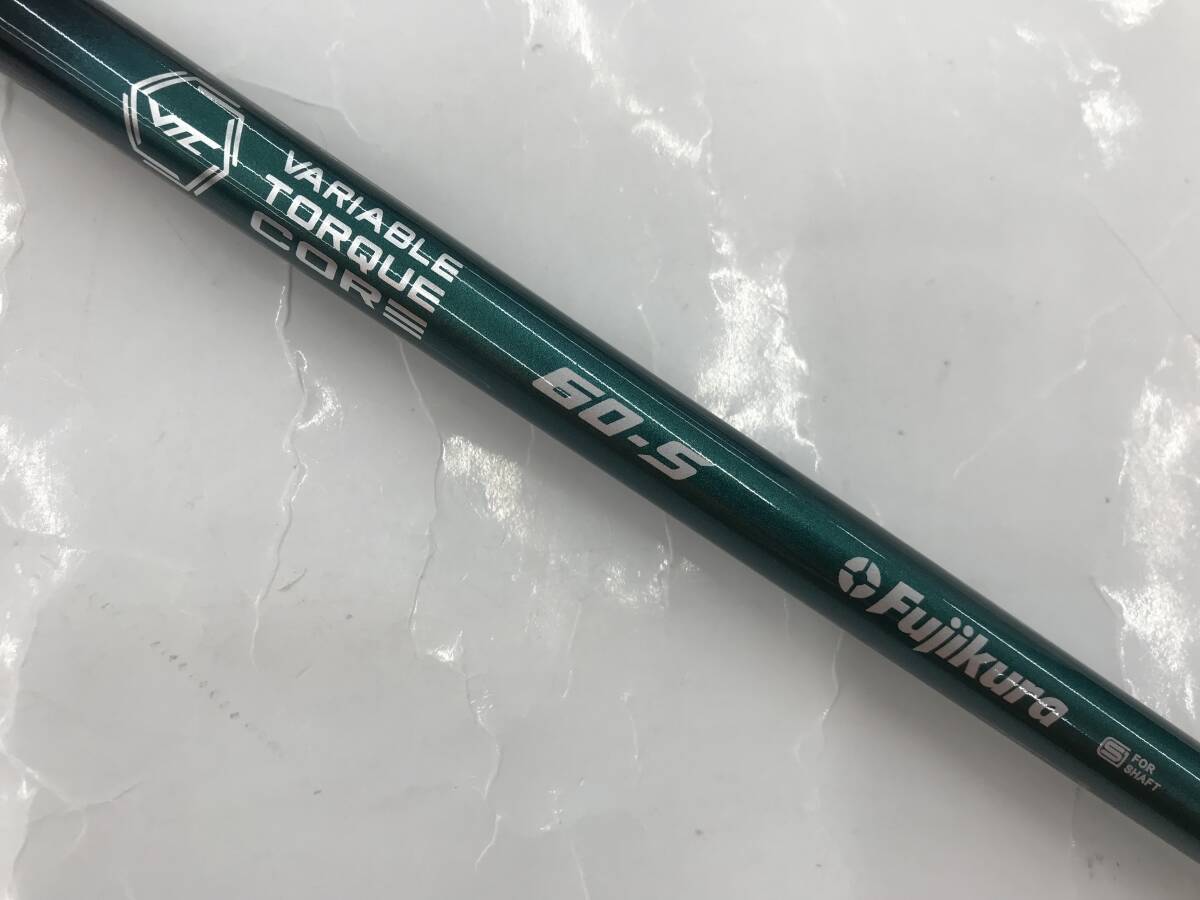 VTC
VARIABLE
TORQUE
CORE
60-S
Fujikura
FOR
SHAFT